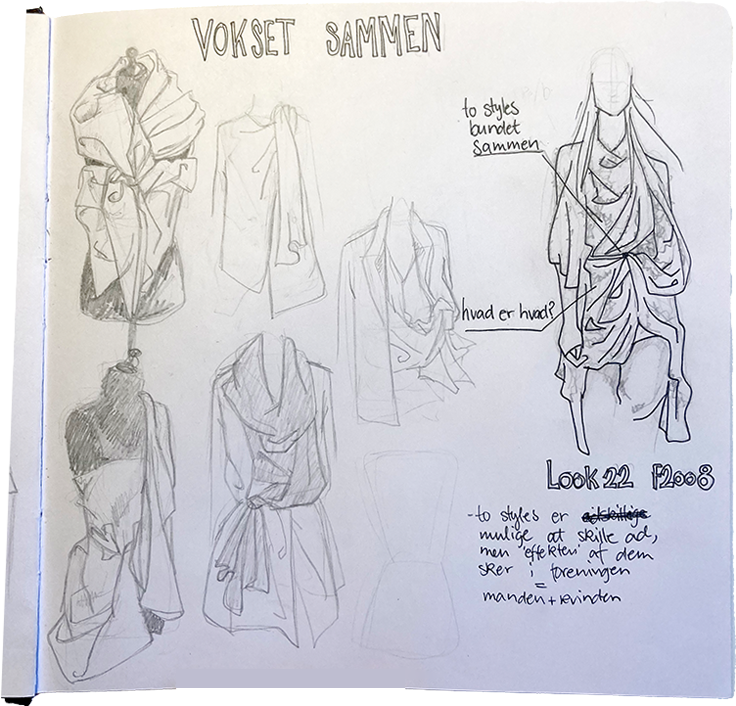 VOKSET SAMMEN
to styles
bundet
sammen
hvad er hvad?
LOOK 22 F2008
- to styles er adskillige
mulige at skille ad,
men 'effekten' af dem
sker i foreningen
=
manden + kvinden